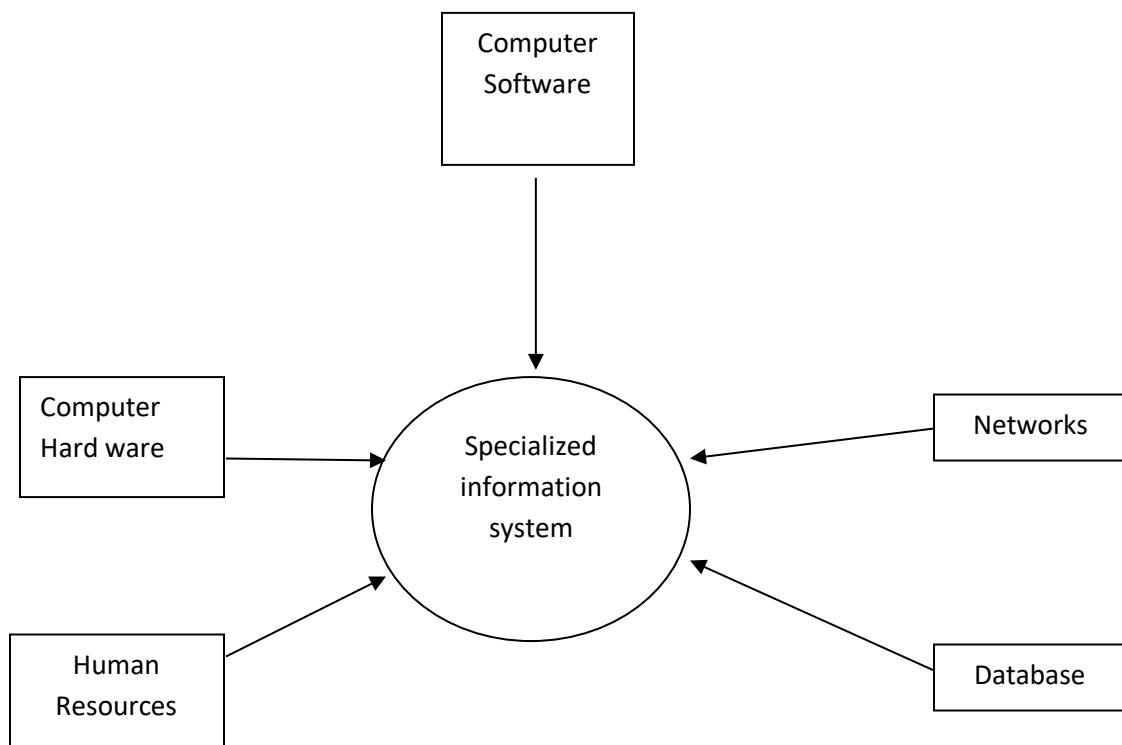 Computer
Software
Computer
Hard ware
Specialized
information
system
Networks
Human
Resources
Database